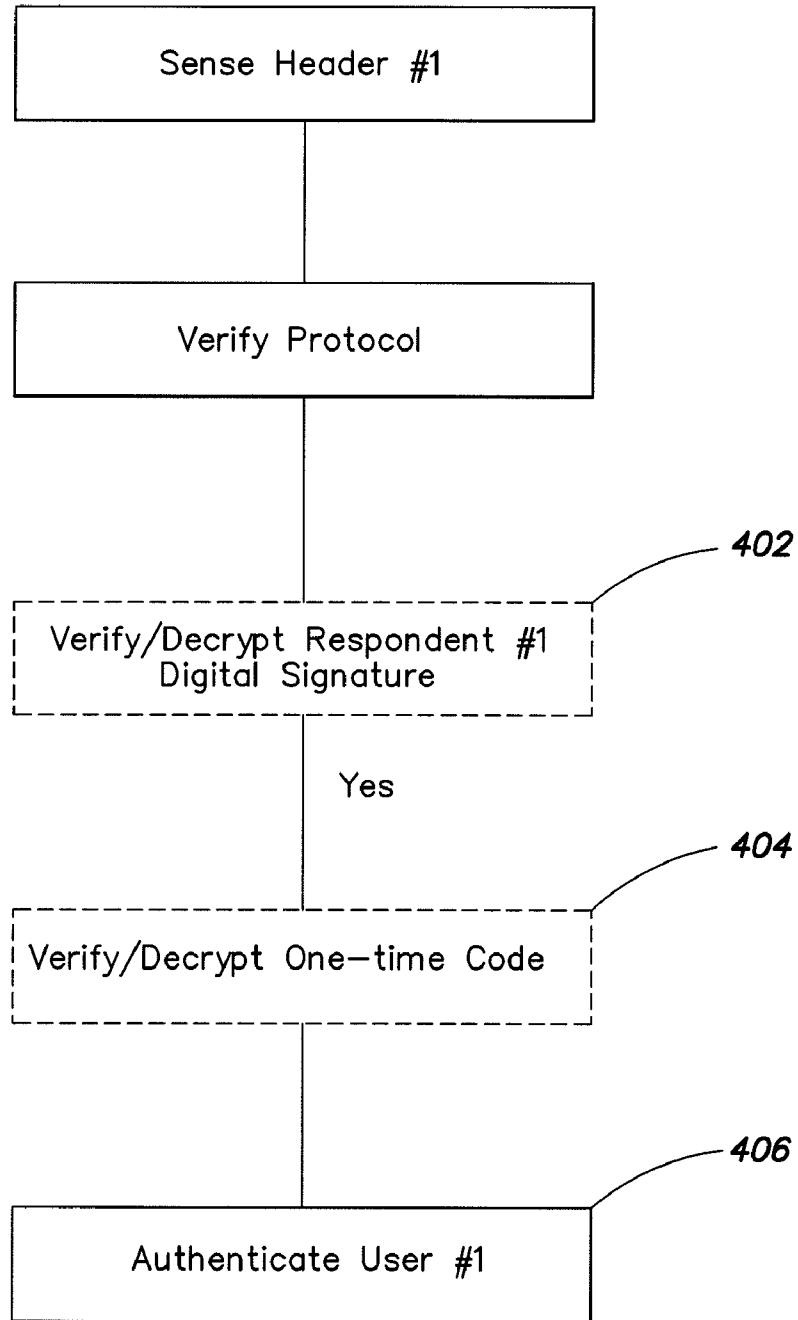 Sense Header #1
Verify Protocol
402
Verify/Decrypt Respondent #1
Digital Signature
Yes
404
Verify/Decrypt One-time Code
406
Authenticate User #1